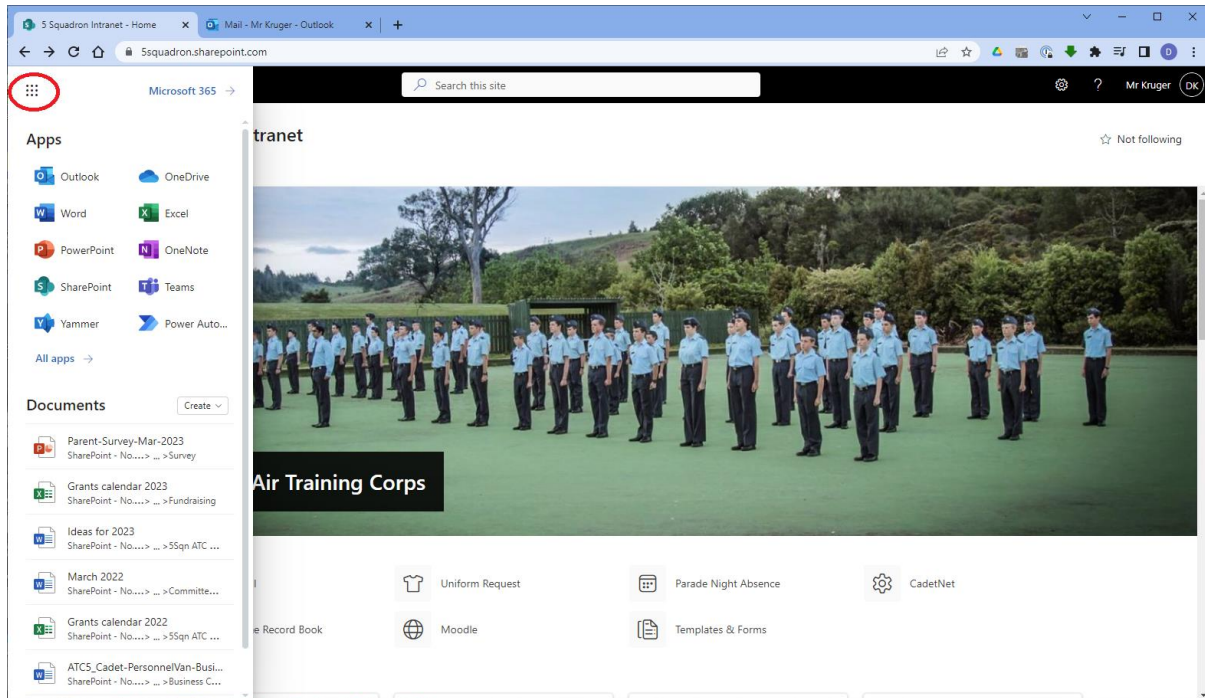 5 Squadron Intranet - Home
Mail - Mr Kruger - Outlook
5squadron.sharepoint.com
Microsoft 365
Search this site
Mr Kruger
DK
Apps
tranet
Not following
Outlook
OneDrive
Word
Excel
PowerPoint
OneNote
SharePoint
Teams
Yammer
Power Auto...
All apps
Documents
Create
Parent-Survey-Mar-2023
SharePoint - No....> ... >Survey
Grants calendar 2023
SharePoint - No....> ... >Fundraising
Air Training Corps
Ideas for 2023
SharePoint - No....> ... >5Sqn ATC ...
March 2022
SharePoint - No....> ... >Committe...
l
Uniform Request
Parade Night Absence
CadetNet
Grants calendar 2022
SharePoint - No....> ... >5Sqn ATC ...
e Record Book
Moodle
Templates & Forms
ATC5_Cadet-PersonnelVan-Busi...
SharePoint - No....> ... >Business C...